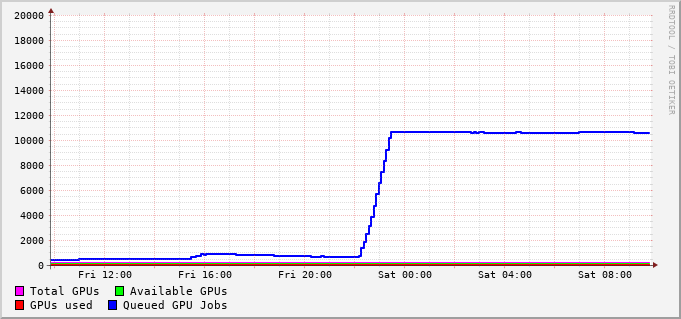 20000
18000
16000
14000
12000
10000
8000
6000
4000
2000
0
Fri 12:00 Fri 16:00 Fri 20:00 Sat 00:00 Sat 04:00 Sat 08:00
Total GPUs Available GPUs
GPUs used Queued GPU Jobs
RRDTOOL / TOBI OETIKER